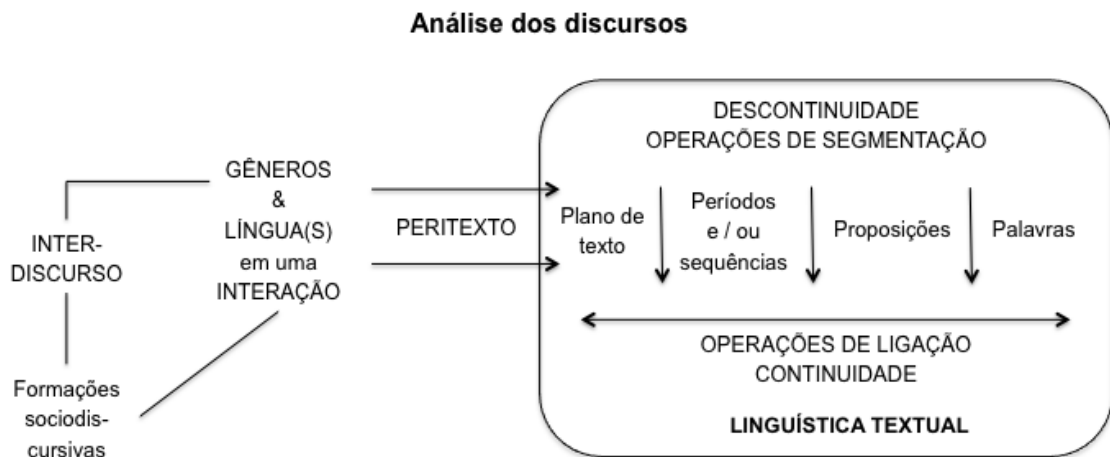 Análise dos discursos
INTER-
DISCURSO
Formações
sociodis-
cursivas
GÊNEROS
&
LÍNGUA(S)
em uma
INTERAÇÃO
PERITEXTO
DESCONTINUIDADE
OPERAÇÕES DE SEGMENTAÇÃO
Plano de
texto
Períodos
e / ou
sequências
Proposições
Palavras
OPERAÇÕES DE LIGAÇÃO
CONTINUIDADE
LINGUÍSTICA TEXTUAL